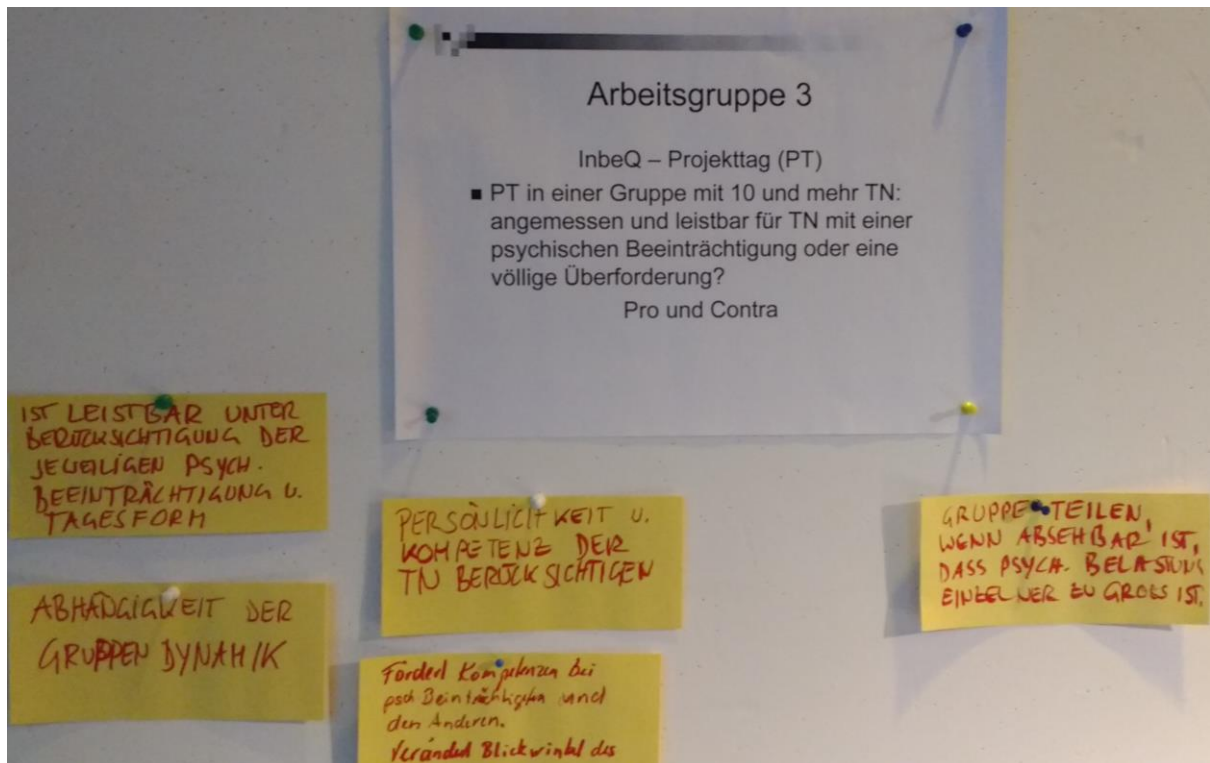 Arbeitsgruppe 3
InbeQ – Projekttag (PT)
■ PT in einer Gruppe mit 10 und mehr TN:
angemessen und leistbar für TN mit einer
psychischen Beeinträchtigung oder eine
völlige Überforderung?
Pro und Contra
IST LEISTBAR UNTER
BERÜCKSICHTIGUNG DER
JEWEILIGEN PSYCH.
BEEINTRÄCHTIGUNG U.
TAGESFORM
ABHÄNGIGKEIT DER
GRUPPENDYNAMIK
PERSÖNLICHKEIT U.
KOMPETENZ DER
TN BERÜCKSICHTIGEN
Fördert Kompetenzen bei
psch Beinträchtigten und
den Anderen.
Verändert Blickwinkel des
GRUPPE TEILEN,
WENN ABSEHBAR IST,
DASS PSYCH. BELASTUNG
EINZELNER ZU GROSS IST.